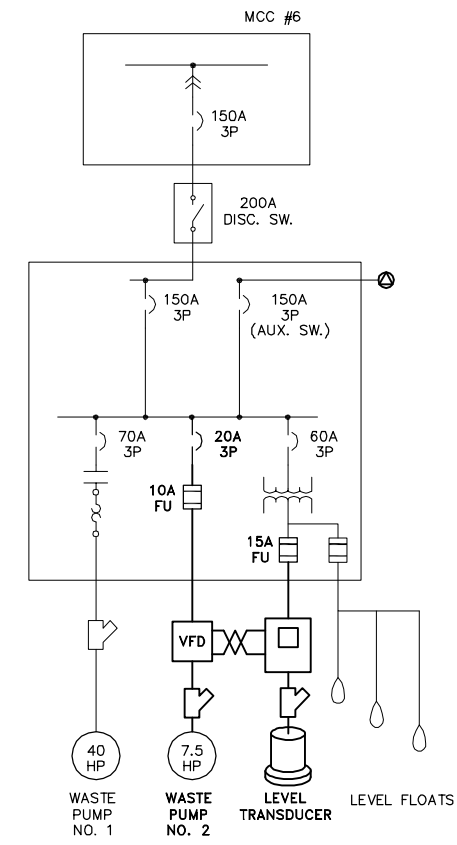 MCC #6
150A
3P
200A
DISC. SW.
150A
3P
150A
3P
(AUX. SW.)
70A
3P
20A
3P
60A
3P
10A
FU
15A
FU
VFD
40
HP
7.5
HP
WASTE
PUMP
NO. 1
WASTE
PUMP
NO. 2
LEVEL
TRANSDUCER
LEVEL FLOATS